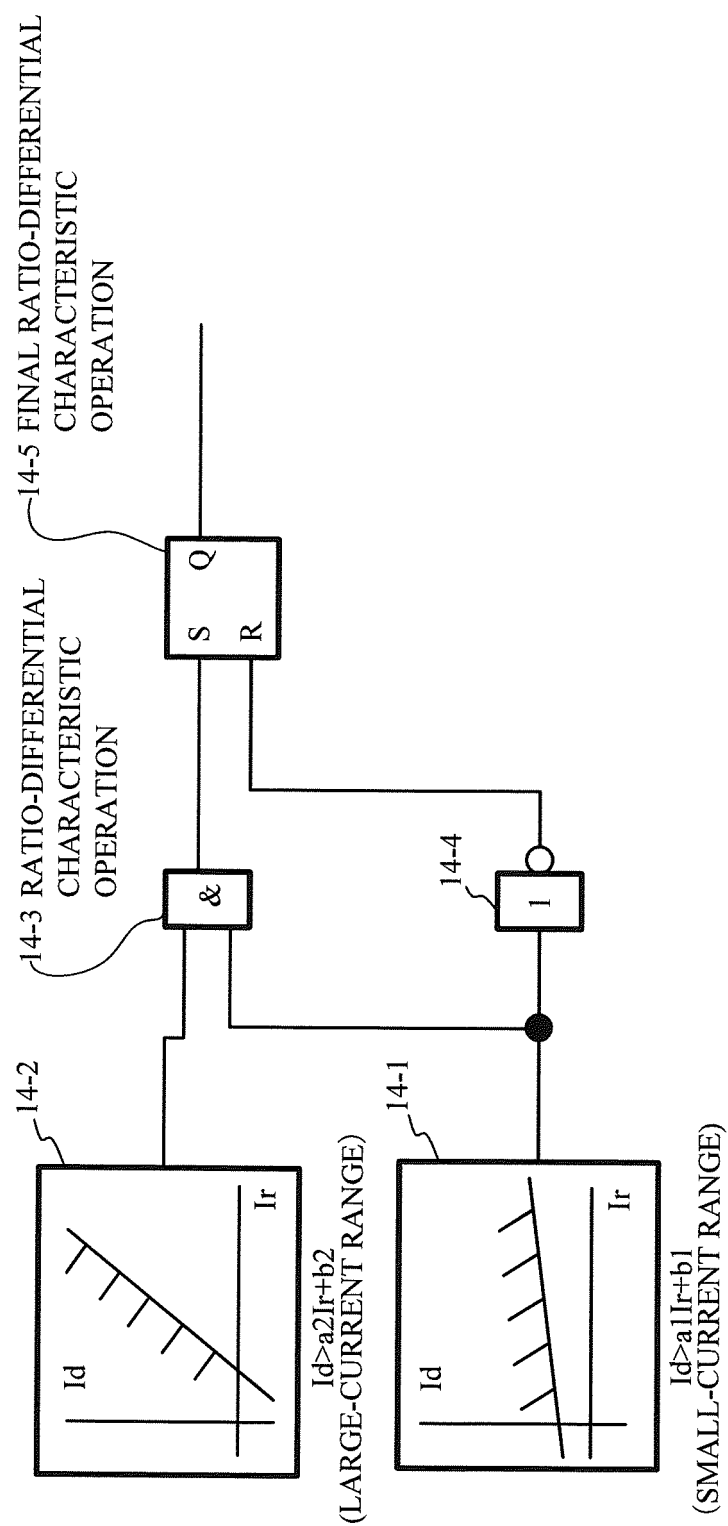 14-2
Id
Ir
Id>a2Ir+b2
(LARGE-CURRENT RANGE)
14-1
Id
Ir
Id>a1Ir+b1
(SMALL-CURRENT RANGE)
14-3 RATIO-DIFFERENTIAL
CHARACTERISTIC
OPERATION
&
14-4
1
14-5 FINAL RATIO-DIFFERENTIAL
CHARACTERISTIC
OPERATION
S Q
R